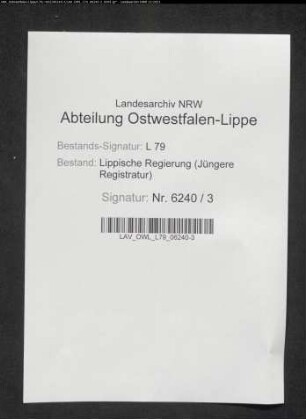 Landesarchiv NRW
Abteilung Ostwestfalen-Lippe
Bestands-Signatur: L 79
Bestand: Lippische Regierung (Jüngere
Registratur)
Signatur: Nr. 6240 / 3
LAV_OWL_L79_06240-3